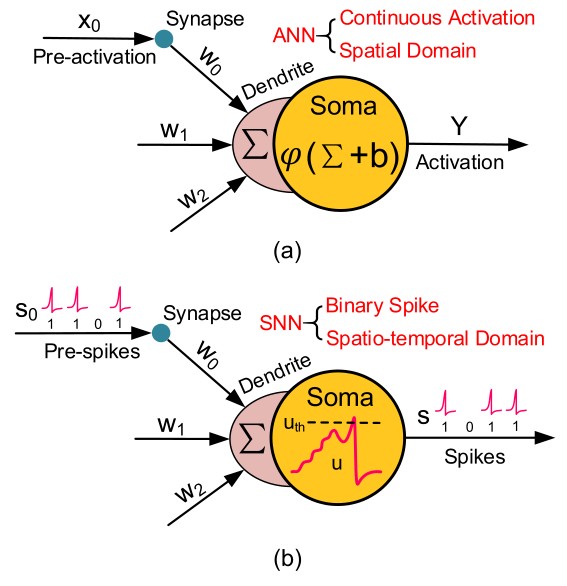 x₀
Synapse
Pre-activation
w₀
ANN
Continuous Activation
Spatial Domain
Dendrite
w₁
Σ
Soma
φ(Σ+b)
Y
Activation
w₂
(a)
s₀
1 1 0 1
Synapse
Pre-spikes
w₀
SNN
Binary Spike
Spatio-temporal Domain
Dendrite
w₁
Σ
Soma
uth
u
s
1 0 1 1
Spikes
w₂
(b)